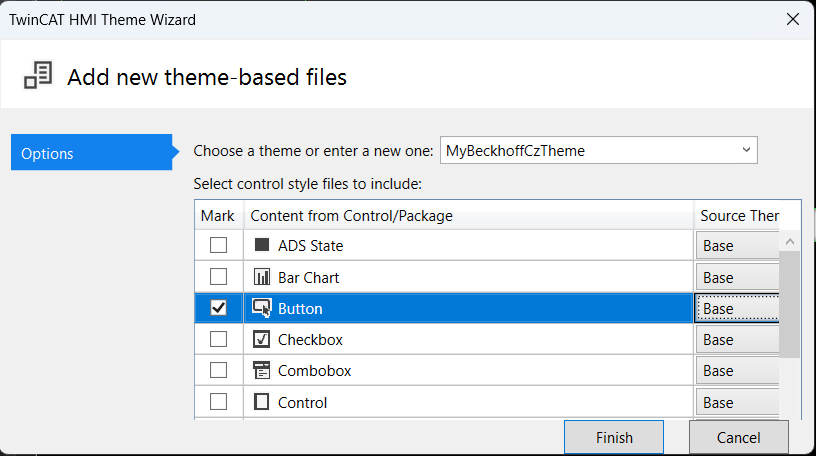 TwinCAT HMI Theme Wizard
Add new theme-based files
Options
Choose a theme or enter a new one: MyBeckhoffCzTheme
Select control style files to include:
Mark Content from Control/Package Source Ther
ADS State Base
Bar Chart Base
Button Base
Checkbox Base
Combobox Base
Control Base
Finish Cancel